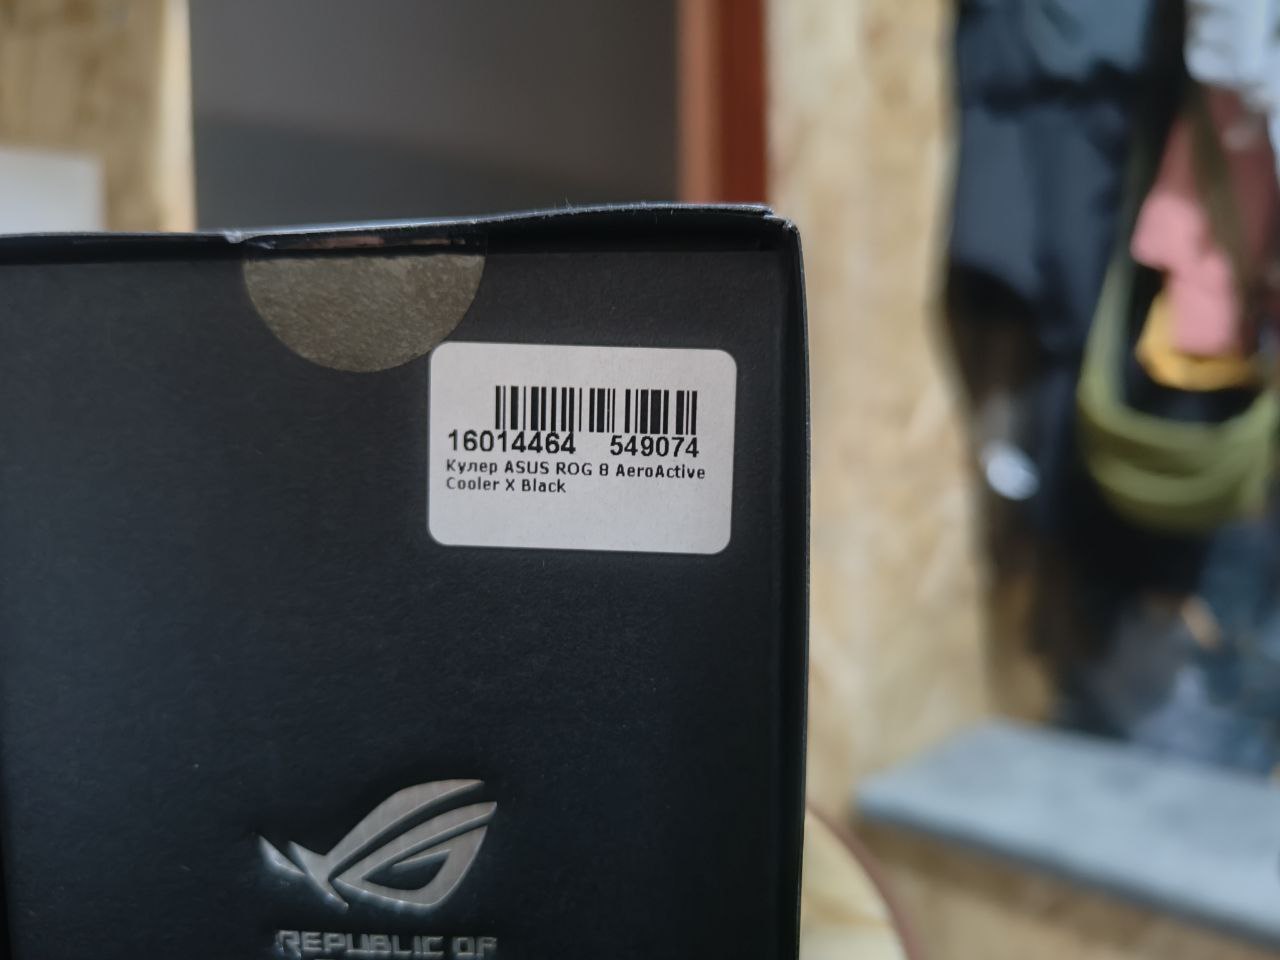 16014464 549074
Кулер ASUS ROG 8 AeroActive
Cooler X Black
REPUBLIC OF